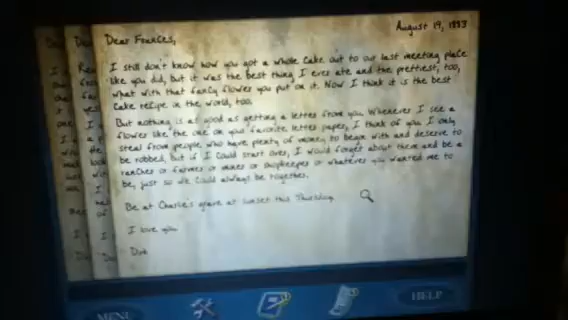 August 19, 1883
Dear Frances,
I still don't know how you got a whole cake out to our last meeting place
like you did, but it was the best thing I ever ate and the prettiest, too,
what with that fancy flower you put on it. Now I think it is the best
cake recipe in the world, too.
But nothing is as good as getting a letter from you. Whenever I see a
flower like the one on your favorite letter paper, I think of you. I only
steal from people who have plenty of money to begin with and deserve to
be robbed, but if I could start over, I would forget about them and be a
rancher or farmer or miner or shopkeeper or whatever you wanted me to
be, just so we could always be together.
Be at Charlie's grave at sunset this Thursday.
I love you.
Dirk
MENU
HELP